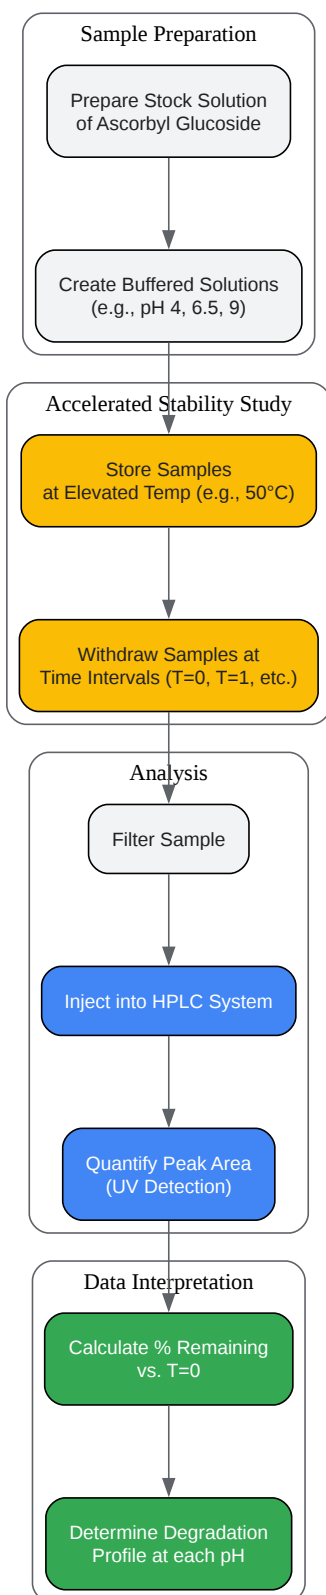 Sample Preparation
Prepare Stock Solution
of Ascorbyl Glucoside
Create Buffered Solutions
(e.g., pH 4, 6.5, 9)
Accelerated Stability Study
Store Samples
at Elevated Temp (e.g., 50°C)
Withdraw Samples at
Time Intervals (T=0, T=1, etc.)
Analysis
Filter Sample
Inject into HPLC System
Quantify Peak Area
(UV Detection)
Data Interpretation
Calculate % Remaining
vs. T=0
Determine Degradation
Profile at each pH